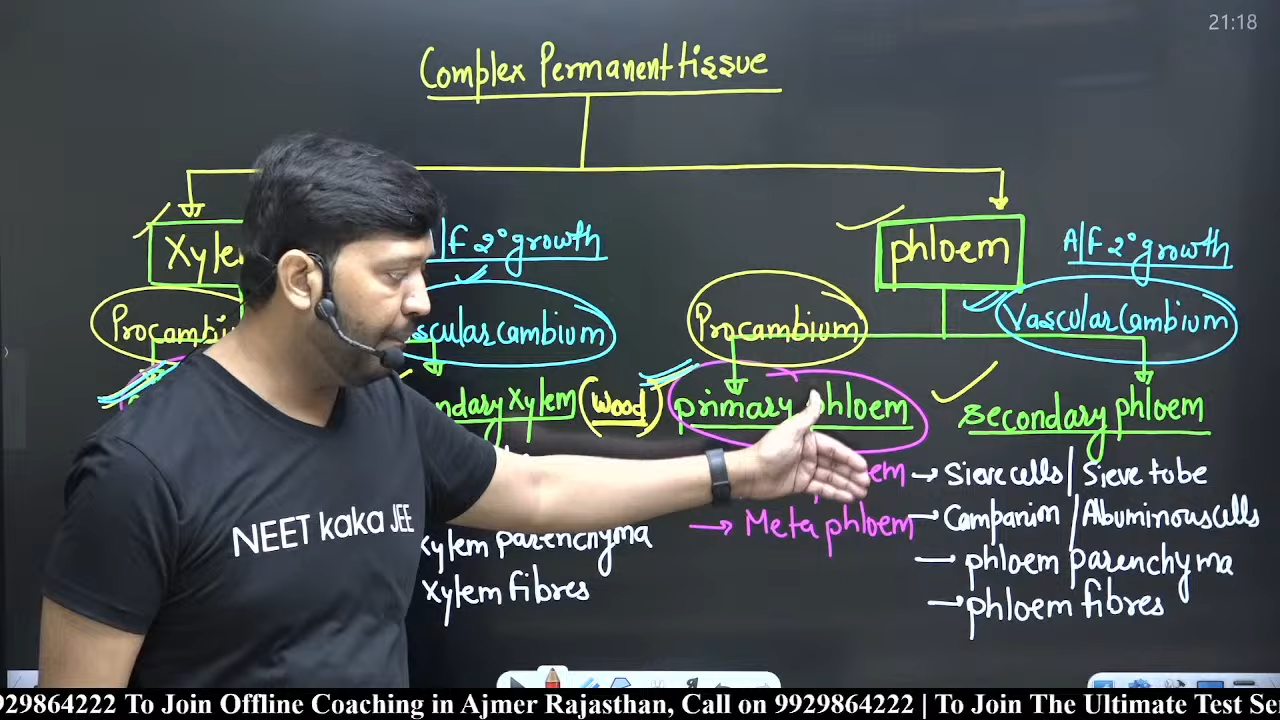 21:18
Complex Permanent tissue
Xyle
A/F 2° growth
phloem
A/F 2° growth
Procambiu
scular cambium
Procambium
Vascular cambium
ndary xylem (wood)
primary phloem
secondary phloem
em
→ Sieve cells / Sieve tube
→ Meta phloem
→ Companion / Albuminous cells
xylem parenchyma
→ phloem parenchyma
xylem fibres
→ phloem fibres
NEET kaka JEE
9929864222 To Join Offline Coaching in Ajmer Rajasthan, Call on 9929864222 | To Join The Ultimate Test Se